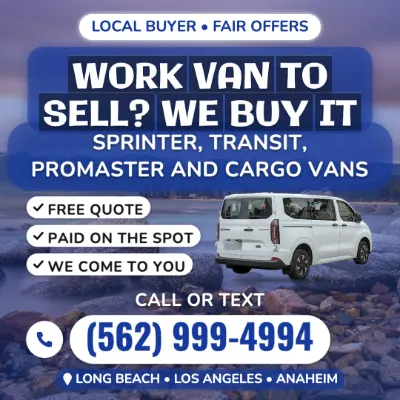 LOCAL BUYER • FAIR OFFERS
WORK VAN TO
SELL? WE BUY IT
SPRINTER, TRANSIT,
PROMASTER AND CARGO VANS
FREE QUOTE
PAID ON THE SPOT
WE COME TO YOU
CALL OR TEXT
(562) 999-4994
LONG BEACH • LOS ANGELES • ANAHEIM